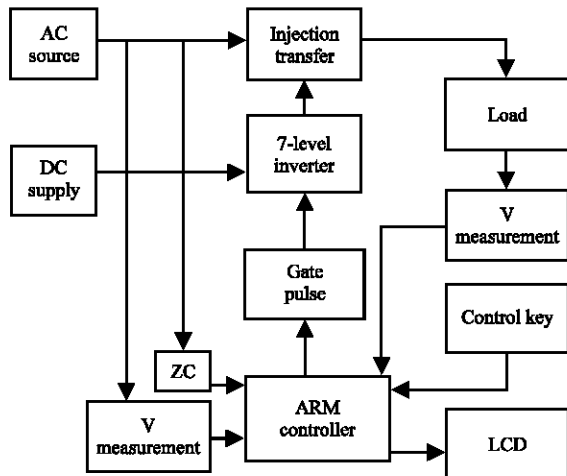 AC
source
Injection
transfer
Load
7-level
inverter
DC
supply
V
measurement
Gate
pulse
Control key
ZC
ARM
controller
V
measurement
LCD